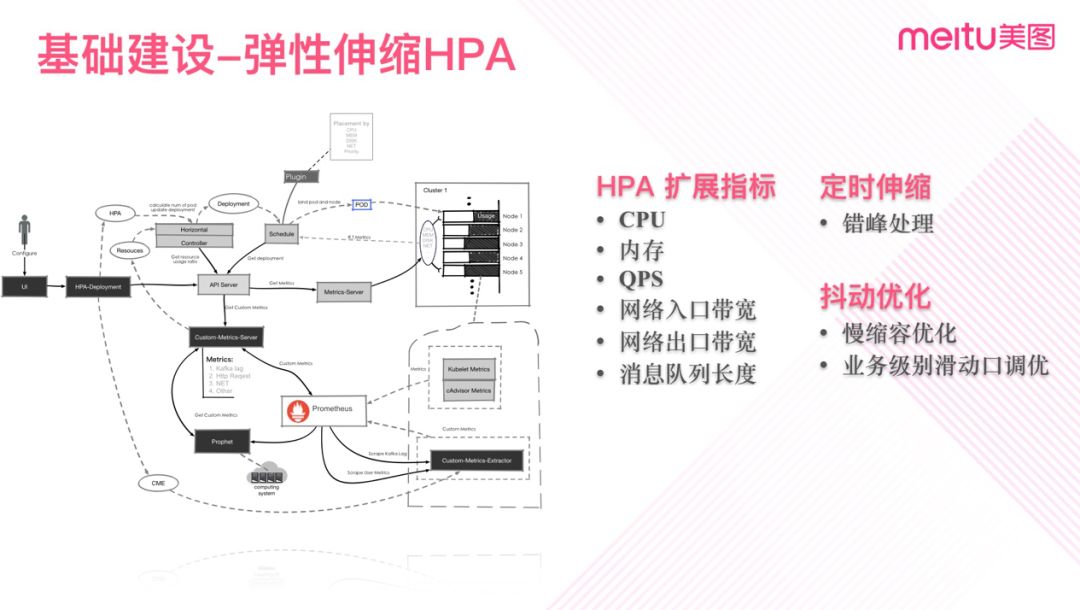 基础建设-弹性伸缩HPA
meitu美图
Placement by
CPU
MEM
DISK
NET
Priority
Plugin
Cluster 1
HPA
calculate num of pod
update deployment
Deployment
bind pod and node
POD
Usage
Node 1
Node 2
Node 3
Node 4
Node 5
CPU
MEM
DISK
NET
Configure
Resouces
Horizontal
Controller
Schedule
R.T Metrics
Get resource
usage ratio
Get deployment
UI
HPA-Deployment
API Server
Get Metrics
Metrics-Server
Get Custom Metrics
Custom-Metrics-Server
Metrics:
1. Kafka lag
2. Http Reqest
3. NET
4. Other
Custom Metrics
Metrics
Kubelet Metrics
cAdvisor Metrics
Prometheus
Get Custom Metrics
Custom Metrics
Prophet
Scrape Kafka Lag
Custom-Metrics-Extractor
Scrape User Metrics
CME
computing
system
HPA 扩展指标
• CPU
• 内存
• QPS
• 网络入口带宽
• 网络出口带宽
• 消息队列长度
定时伸缩
• 错峰处理
抖动优化
• 慢缩容优化
• 业务级别滑动口调优